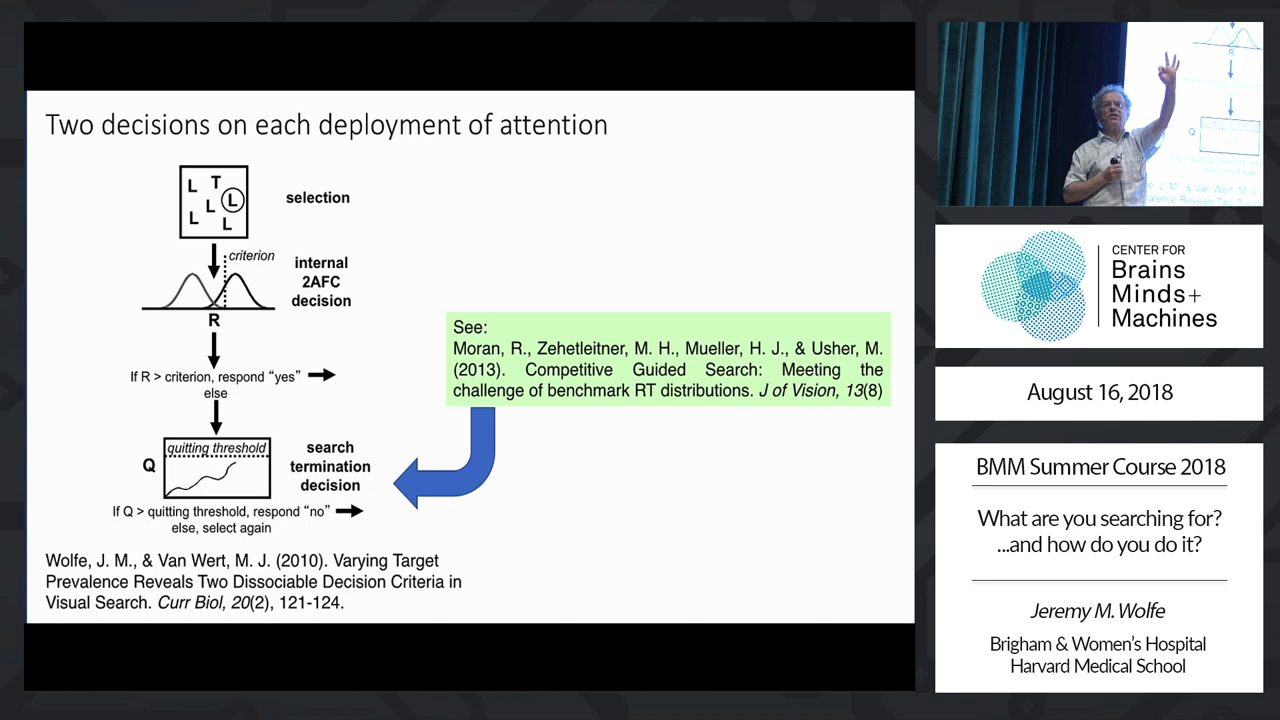 Two decisions on each deployment of attention
L T
L
L
L
L
selection
criterion
internal
2AFC
decision
R
If R > criterion, respond “yes”
else
quitting threshold
Q
search
termination
decision
If Q > quitting threshold, respond “no”
else, select again
See:
Moran, R., Zehetleitner, M. H., Mueller, H. J., & Usher, M.
(2013). Competitive Guided Search: Meeting the
challenge of benchmark RT distributions. J of Vision, 13(8)
Wolfe, J. M., & Van Wert, M. J. (2010). Varying Target
Prevalence Reveals Two Dissociable Decision Criteria in
Visual Search. Curr Biol, 20(2), 121-124.
R
Q
CENTER FOR
Brains
Minds+
Machines
August 16, 2018
BMM Summer Course 2018
What are you searching for?
...and how do you do it?
Jeremy M. Wolfe
Brigham & Women’s Hospital
Harvard Medical School